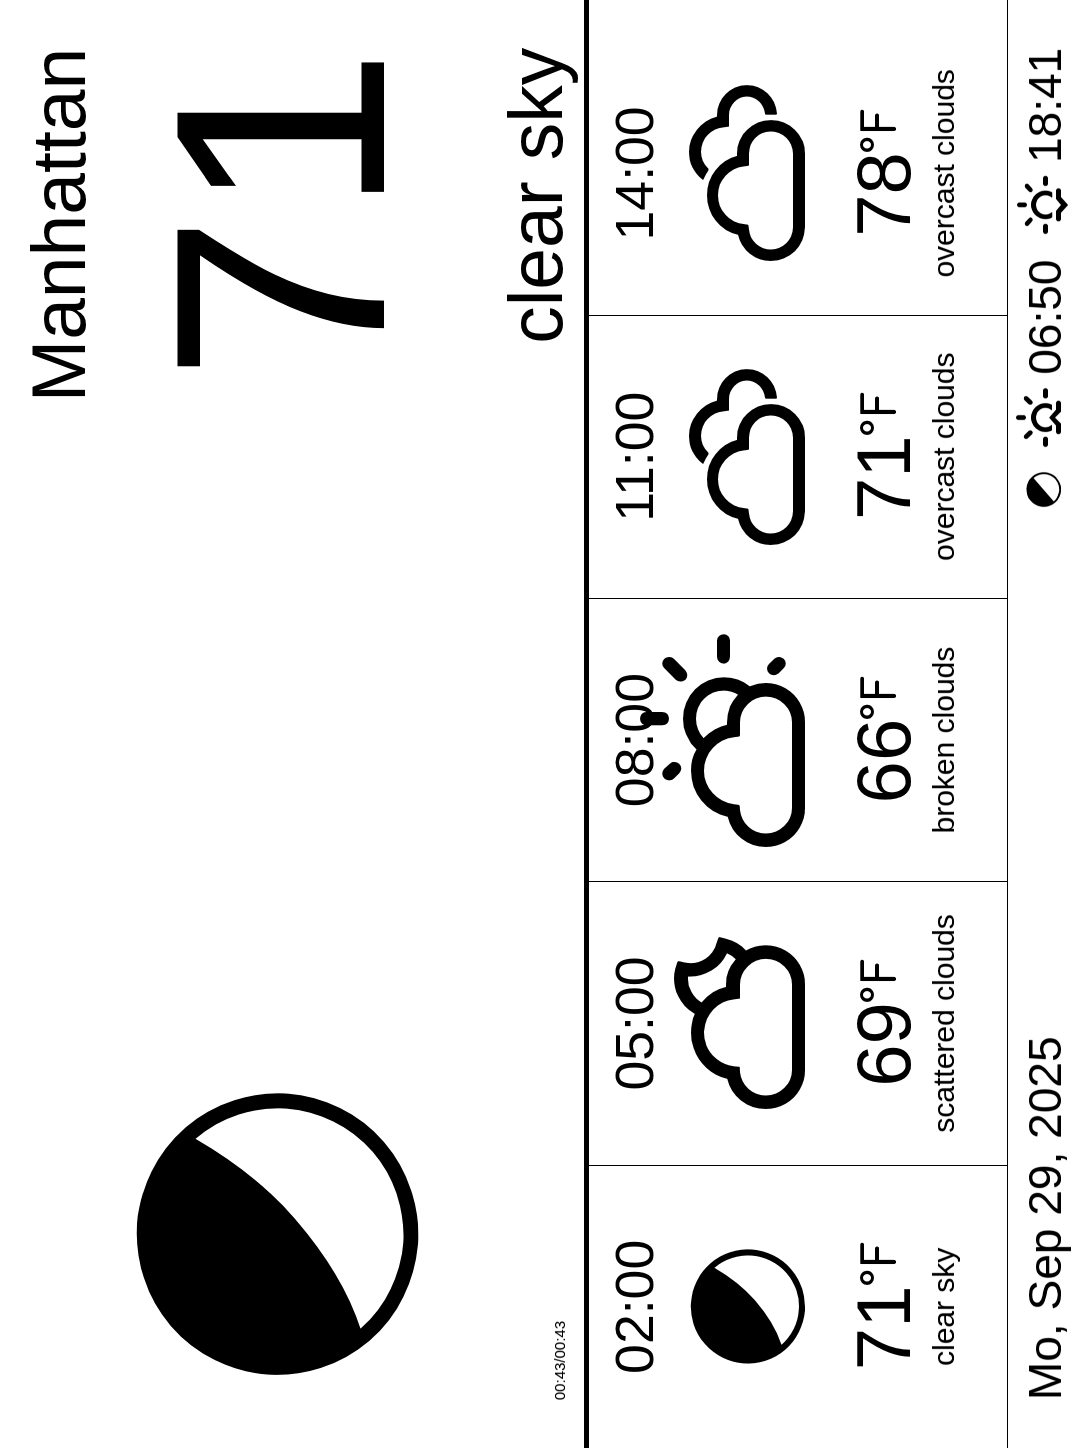 Manhattan
71
clear sky
00:43/00:43
02:00
71°F
clear sky
05:00
69°F
scattered clouds
08:00
66°F
broken clouds
11:00
71°F
overcast clouds
14:00
78°F
overcast clouds
Mo, Sep 29, 2025
06:50
18:41